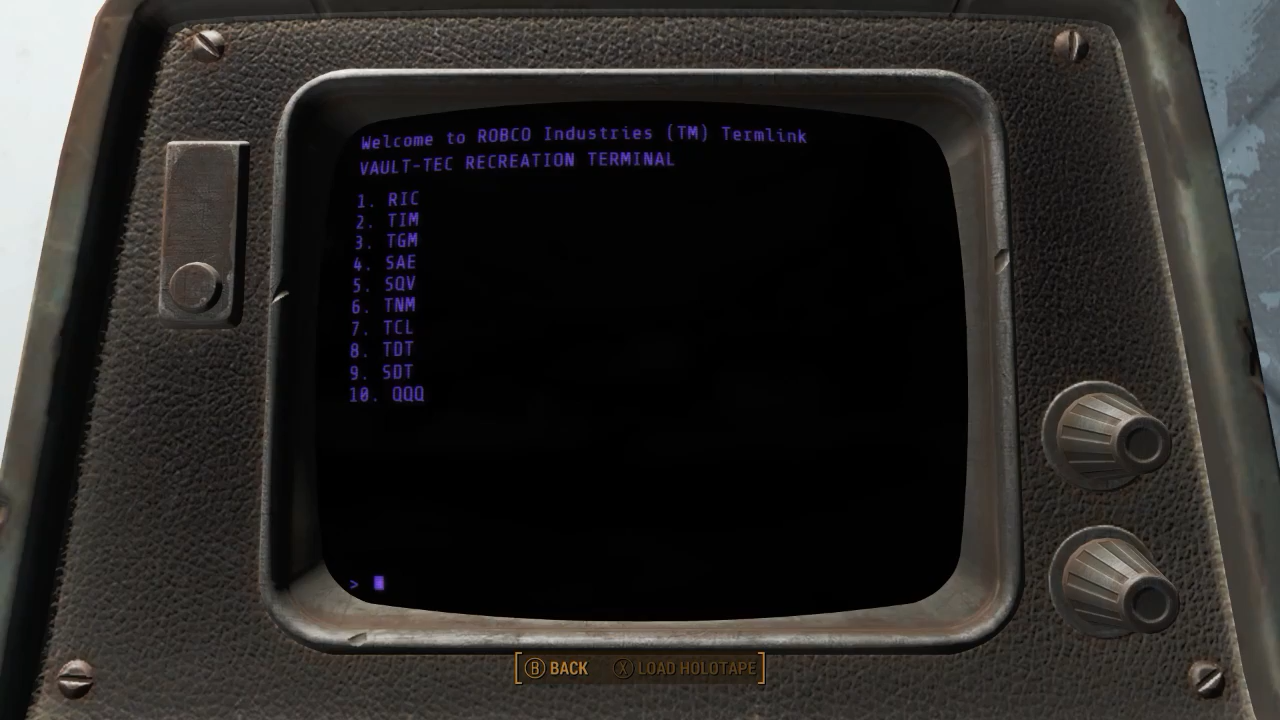 Welcome to ROBCO Industries (TM) Termlink
VAULT-TEC RECREATION TERMINAL
1. RIC
2. TIM
3. TGM
4. SAE
5. SQV
6. TNM
7. TCL
8. TDT
9. SDT
10. QQQ
>
B BACK X LOAD HOLOTAPE